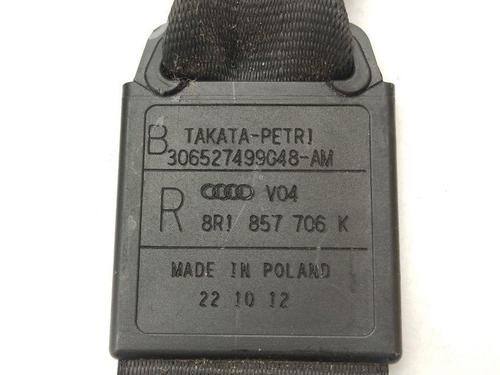 B TAKATA-PETRI
306527499G48-AM
R V04
8R1 857 706 K
MADE IN POLAND
22 10 12